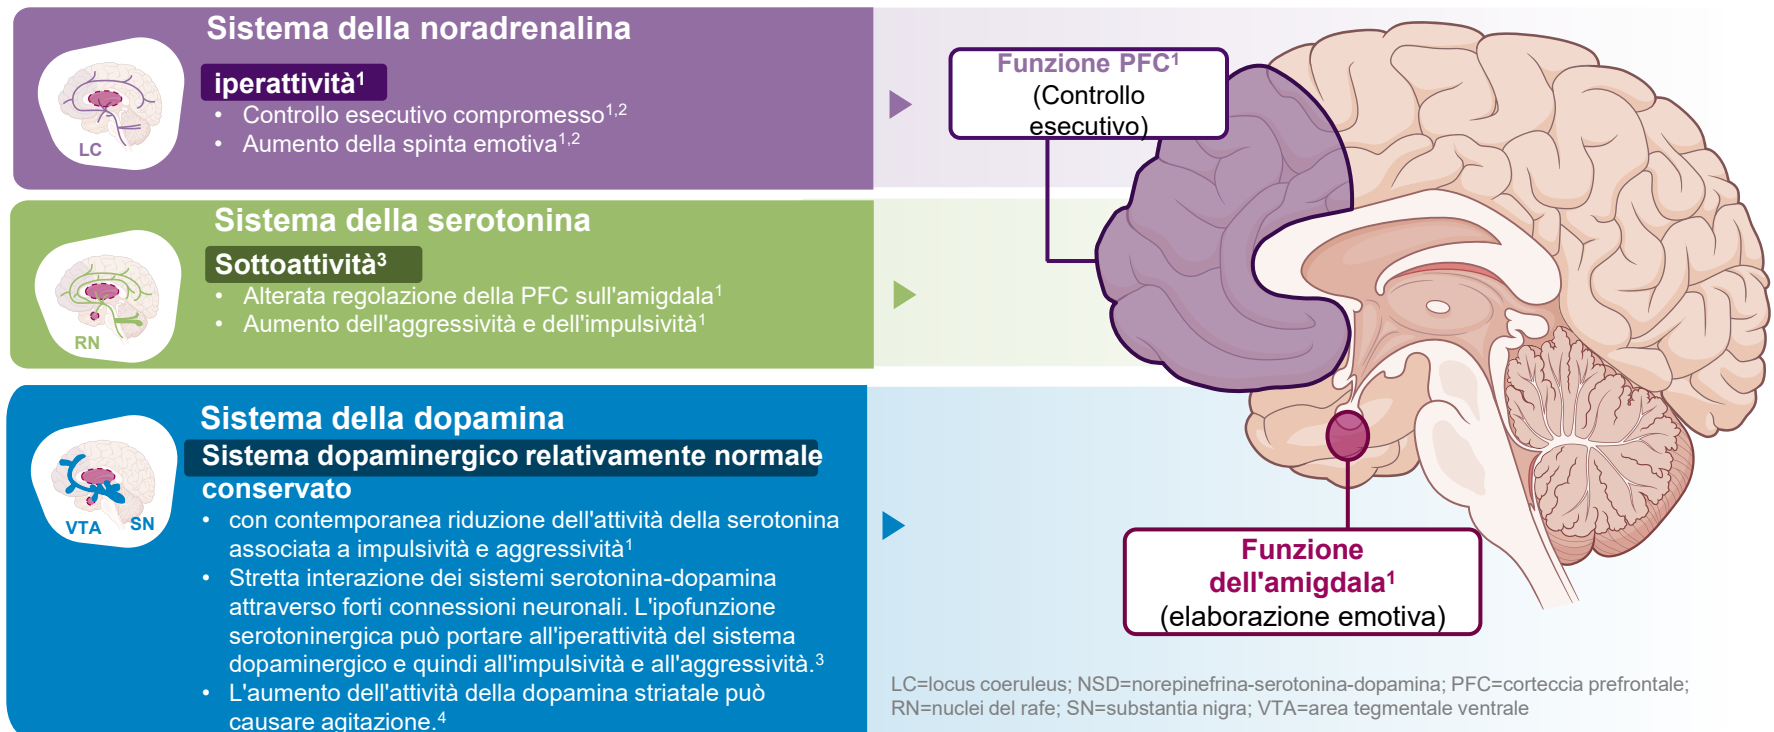 Sistema della noradrenalina
iperattività¹
• Controllo esecutivo compromesso¹,²
• Aumento della spinta emotiva¹,²
LC
Sistema della serotonina
Sottoattività³
• Alterata regolazione della PFC sull'amigdala¹
• Aumento dell'aggressività e dell'impulsività¹
RN
Sistema della dopamina
Sistema dopaminergico relativamente normale
conservato
• con contemporanea riduzione dell'attività della serotonina
associata a impulsività e aggressività¹
• Stretta interazione dei sistemi serotonina-dopamina
attraverso forti connessioni neuronali. L'ipofunzione
serotoninergica può portare all'iperattività del sistema
dopaminergico e quindi all'impulsività e all'aggressività.³
• L'aumento dell'attività della dopamina striatale può
causare agitazione.⁴
VTA
SN
Funzione PFC¹
(Controllo
esecutivo)
Funzione
dell'amigdala¹
(elaborazione emotiva)
LC=locus coeruleus; NSD=norepinefrina-serotonina-dopamina; PFC=corteccia prefrontale;
RN=nuclei del rafe; SN=substantia nigra; VTA=area tegmentale ventrale